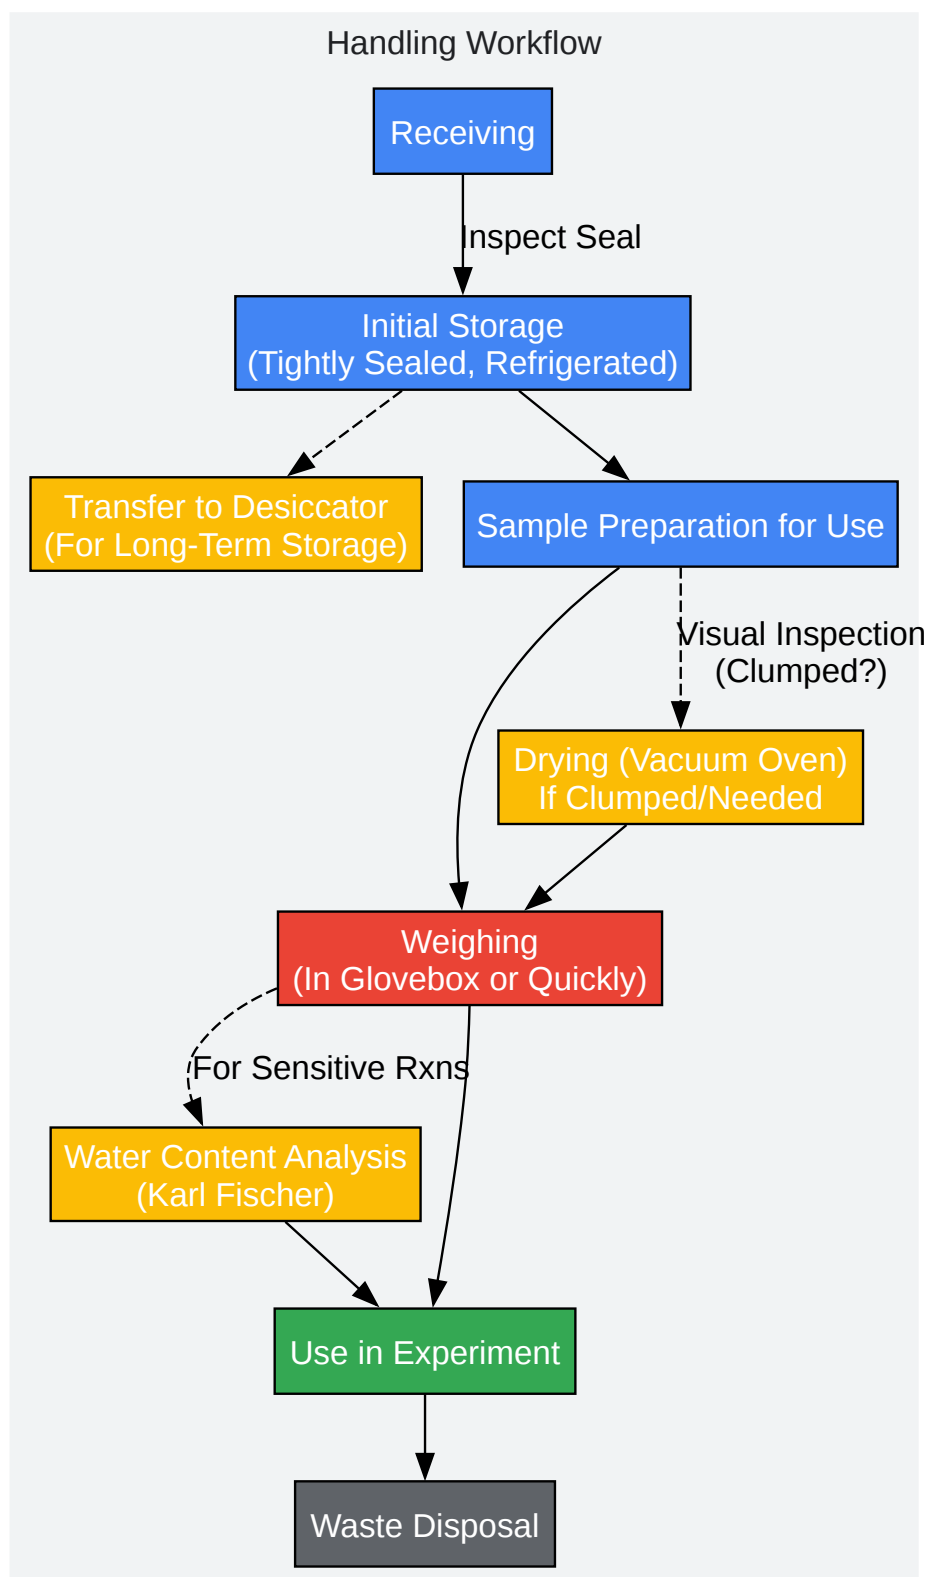 Handling Workflow
Receiving
Inspect Seal
Initial Storage
(Tightly Sealed, Refrigerated)
Transfer to Desiccator
(For Long-Term Storage)
Sample Preparation for Use
Visual Inspection
(Clumped?)
Drying (Vacuum Oven)
If Clumped/Needed
Weighing
(In Glovebox or Quickly)
For Sensitive Rxns
Water Content Analysis
(Karl Fischer)
Use in Experiment
Waste Disposal